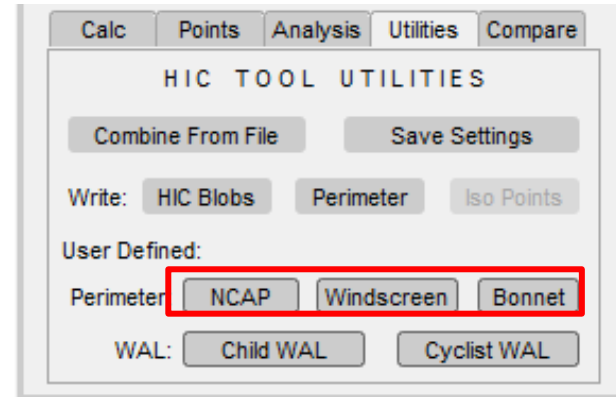 Calc Points Analysis Utilities Compare
HIC TOOL UTILITIES
Combine From File Save Settings
Write: HIC Blobs Perimeter Iso Points
User Defined:
Perimeter NCAP Windscreen Bonnet
WAL: Child WAL Cyclist WAL